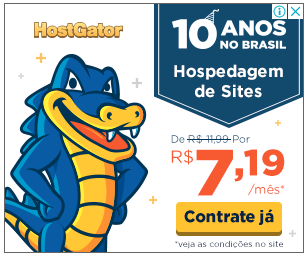 HostGator
10 ANOS
NO BRASIL
Hospedagem
de Sites
De R$ 11,99 Por
R$ 7,19
/mês*
Contrate já
*veja as condições no site